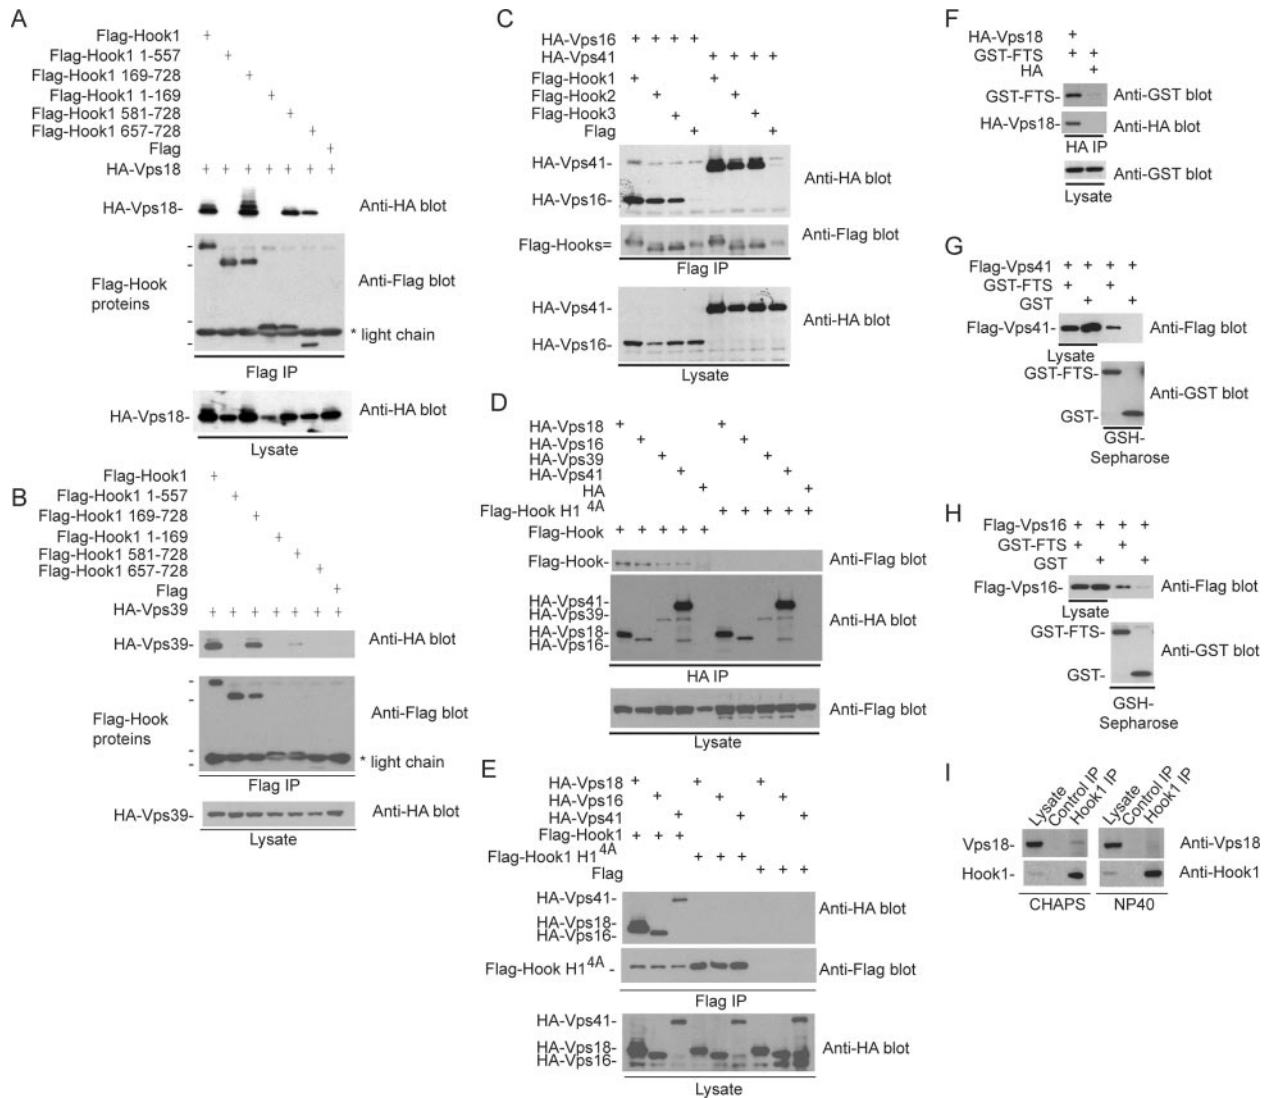 A
Flag-Hook1 +
Flag-Hook1 1-557 +
Flag-Hook1 169-728 +
Flag-Hook1 1-169 +
Flag-Hook1 581-728 +
Flag-Hook1 657-728 +
Flag +
HA-Vps18 + + + + + + +
HA-Vps18- Anti-HA blot
Flag-Hook
proteins
Anti-Flag blot
* light chain
Flag IP
HA-Vps18- Anti-HA blot
Lysate
B
Flag-Hook1 +
Flag-Hook1 1-557 +
Flag-Hook1 169-728 +
Flag-Hook1 1-169 +
Flag-Hook1 581-728 +
Flag-Hook1 657-728 +
Flag +
HA-Vps39 + + + + + + +
HA-Vps39- Anti-HA blot
Flag-Hook
proteins
Anti-Flag blot
* light chain
Flag IP
HA-Vps39- Anti-HA blot
Lysate
C
HA-Vps16 + + + +
HA-Vps41 + + + +
Flag-Hook1 + +
Flag-Hook2 + +
Flag-Hook3 + +
Flag + +
HA-Vps41-
Anti-HA blot
HA-Vps16-
Flag-Hooks= Anti-Flag blot
Flag IP
HA-Vps41-
Anti-HA blot
HA-Vps16-
Lysate
D
HA-Vps18 + +
HA-Vps16 + +
HA-Vps39 + +
HA-Vps41 + +
HA + +
Flag-Hook H1 4A + + + + +
Flag-Hook + + + + +
Flag-Hook- Anti-Flag blot
HA-Vps41-
HA-Vps39-
Anti-HA blot
HA-Vps18-
HA-Vps16-
HA IP
Anti-Flag blot
Lysate
E
HA-Vps18 + + +
HA-Vps16 + + +
HA-Vps41 + + +
Flag-Hook1 + + +
Flag-Hook1 H1 4A + + +
Flag + + +
HA-Vps41-
Anti-HA blot
HA-Vps18-
HA-Vps16-
Flag-Hook H1 4A - Anti-Flag blot
Flag IP
HA-Vps41-
HA-Vps18- Anti-HA blot
HA-Vps16-
Lysate
F
HA-Vps18 +
GST-FTS + +
HA +
GST-FTS- Anti-GST blot
HA-Vps18- Anti-HA blot
HA IP
Anti-GST blot
Lysate
G
Flag-Vps41 + + + +
GST-FTS + +
GST + +
Flag-Vps41- Anti-Flag blot
Lysate
GST-FTS-
Anti-GST blot
GST-
GSH-
Sepharose
H
Flag-Vps16 + + + +
GST-FTS + +
GST + +
Flag-Vps16- Anti-Flag blot
Lysate
GST-FTS-
Anti-GST blot
GST-
GSH-
Sepharose
I
Lysate Control IP Hook1 IP Lysate Control IP Hook1 IP
Vps18- Anti-Vps18
Hook1- Anti-Hook1
CHAPS NP40